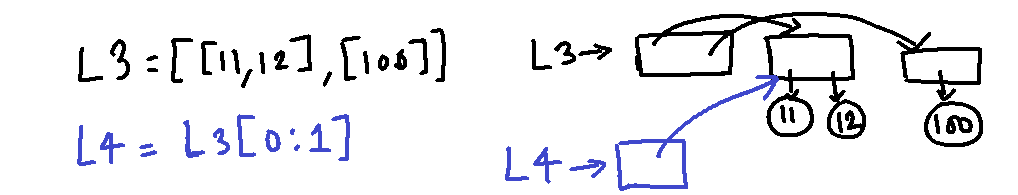 L3=[[11,12],[100]]
L4= L3[0:1]
L3→
11 12 100
L4→